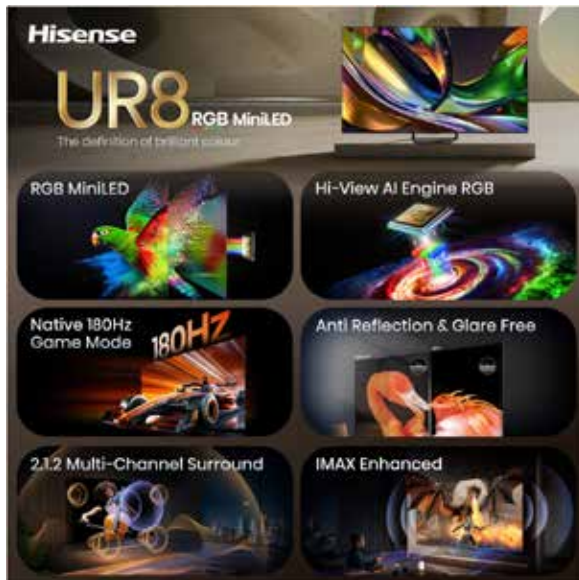 Hisense
UR8 RGB MiniLED
The definition of brilliant colour
RGB MiniLED
Hi-View AI Engine RGB
Native 180Hz
Game Mode
180HZ
Anti Reflection & Glare Free
2.1.2 Multi-Channel Surround
IMAX Enhanced